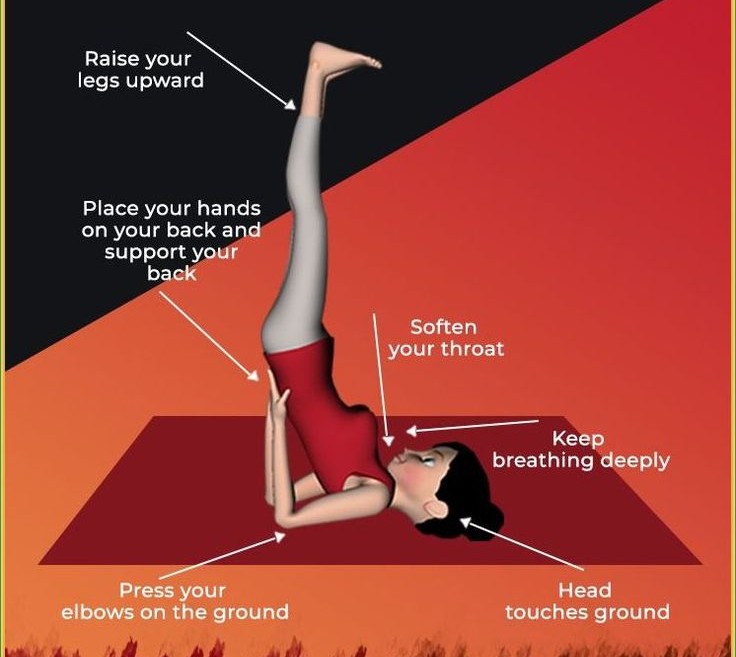 Raise your
legs upward
Place your hands
on your back and
support your
back
Soften
your throat
Keep
breathing deeply
Press your
elbows on the ground
Head
touches ground